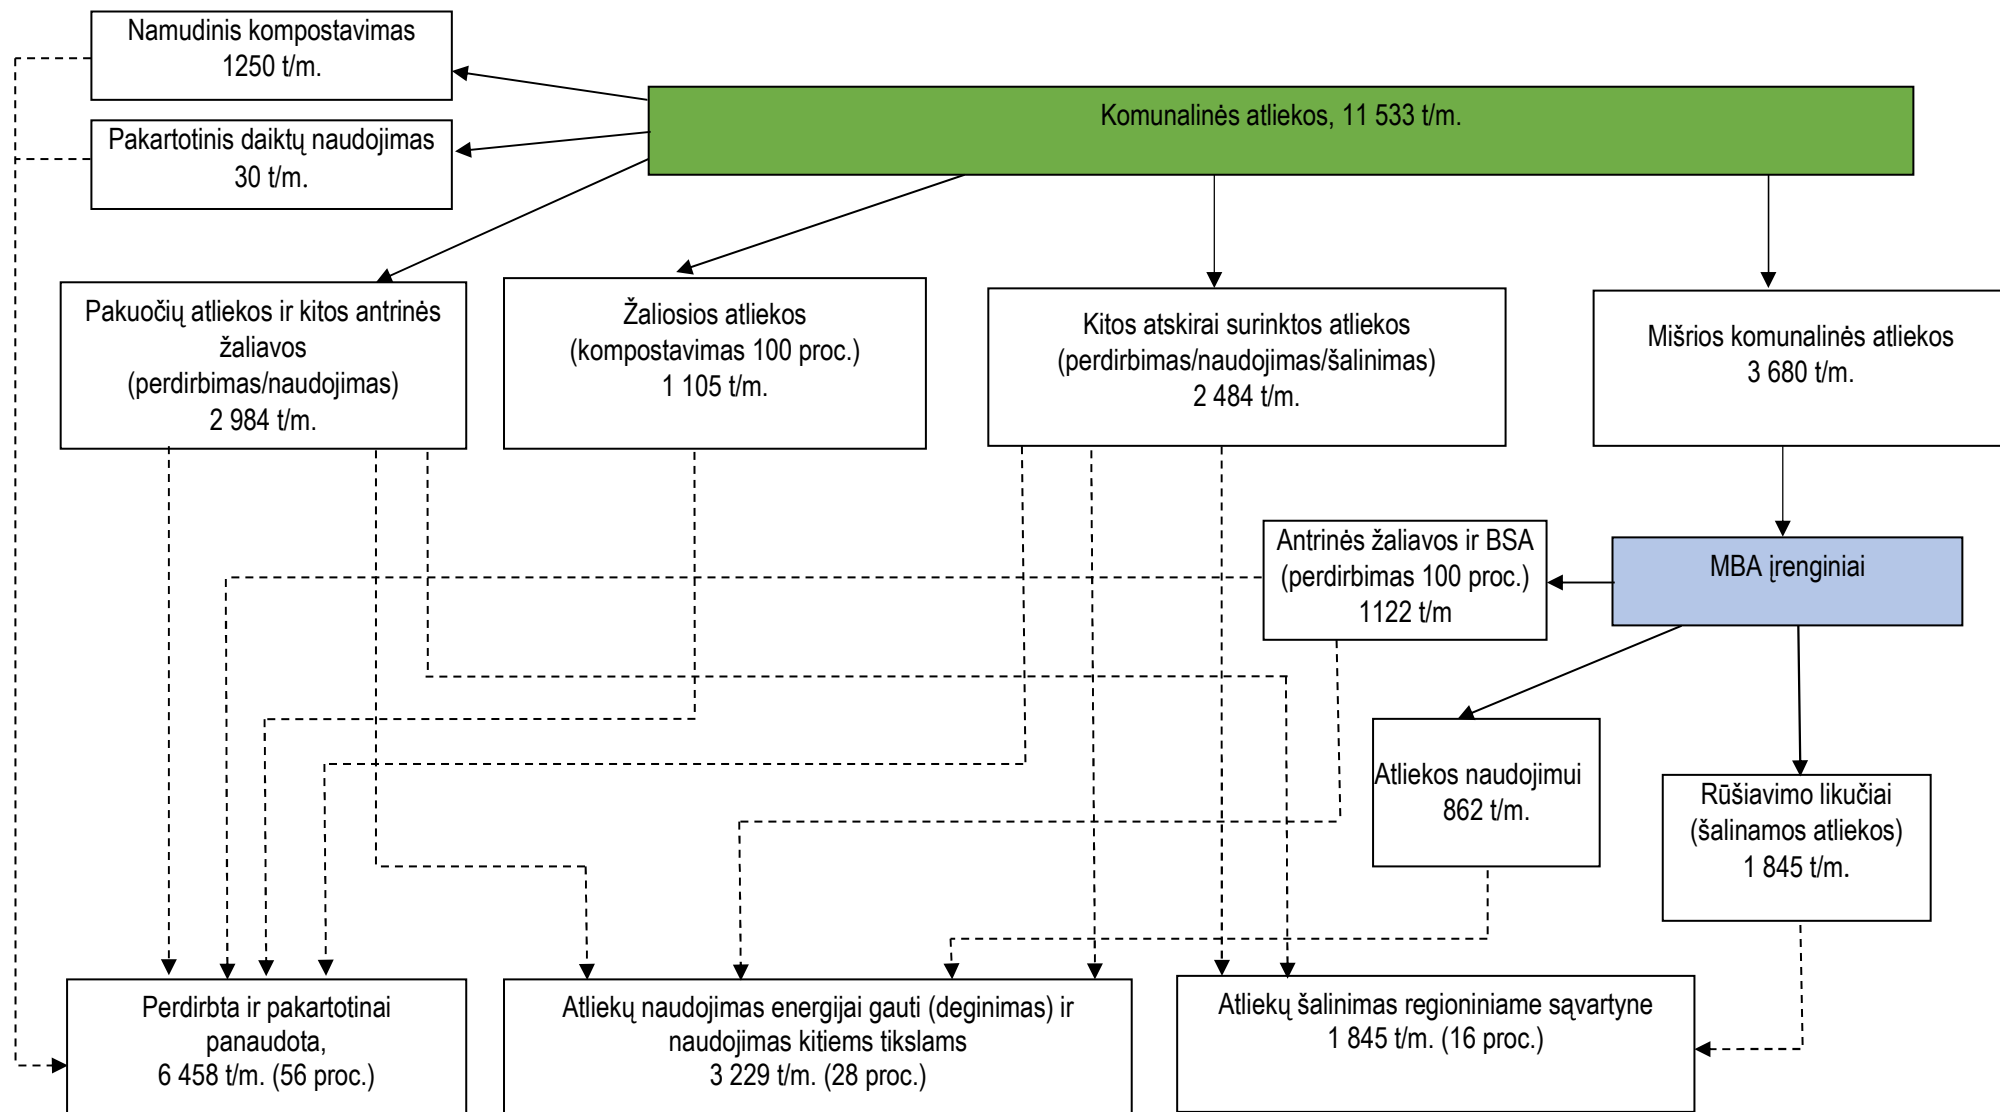 Namudinis kompostavimas
1250 t/m.
Komunalinės atliekos, 11 533 t/m.
Pakartotinis daiktų naudojimas
30 t/m.
Pakuočių atliekos ir kitos antrinės
žaliavos
(perdirbimas/naudojimas)
2 984 t/m.
Žaliosios atliekos
(kompostavimas 100 proc.)
1 105 t/m.
Kitos atskirai surinktos atliekos
(perdirbimas/naudojimas/šalinimas)
2 484 t/m.
Mišrios komunalinės atliekos
3 680 t/m.
Antrinės žaliavos ir BSA
(perdirbimas 100 proc.)
1122 t/m
MBA įrenginiai
Atliekos naudojimui
862 t/m.
Rūšiavimo likučiai
(šalinamos atliekos)
1 845 t/m.
Perdirbta ir pakartotinai
panaudota,
6 458 t/m. (56 proc.)
Atliekų naudojimas energijai gauti (deginimas) ir
naudojimas kitiems tikslams
3 229 t/m. (28 proc.)
Atliekų šalinimas regioniniame sąvartyne
1 845 t/m. (16 proc.)